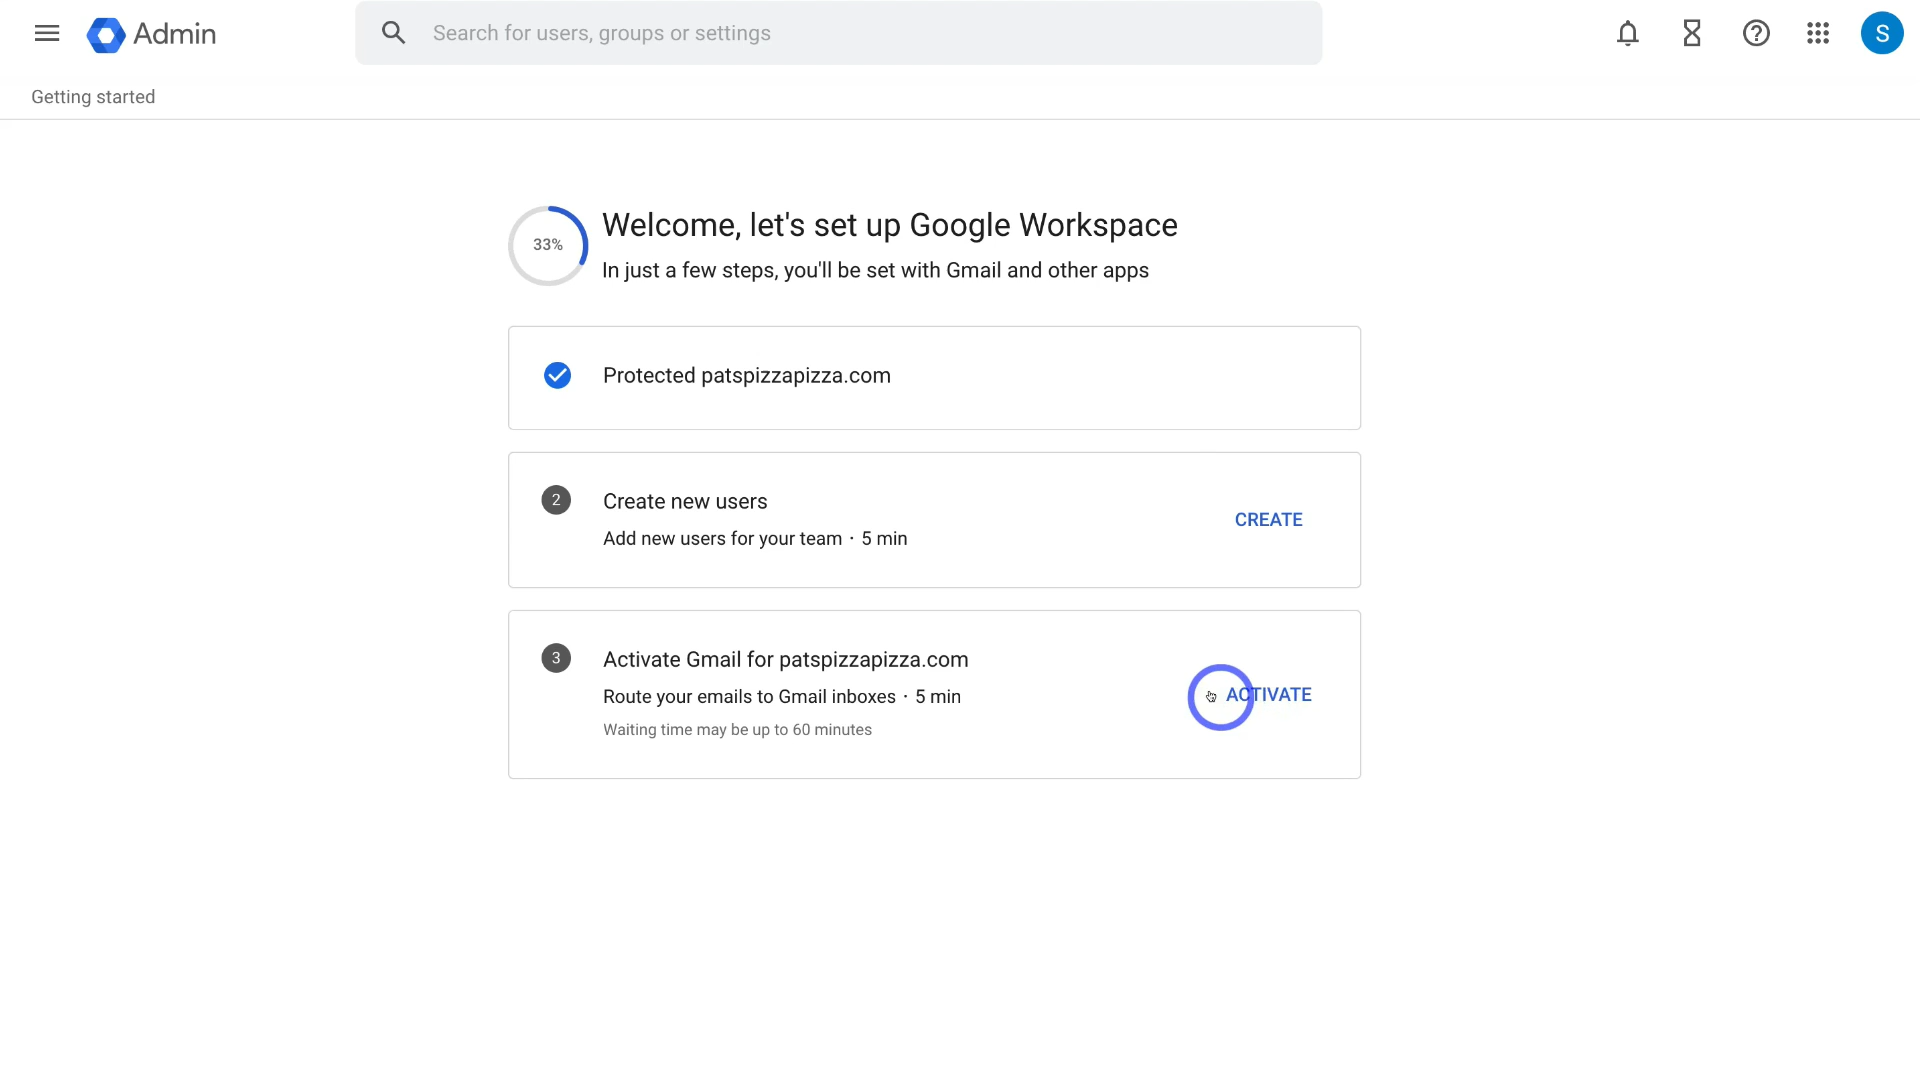 Admin
Search for users, groups or settings
S
Getting started
33%
Welcome, let's set up Google Workspace
In just a few steps, you'll be set with Gmail and other apps
Protected patspizzapizza.com
2
Create new users
Add new users for your team · 5 min
CREATE
3
Activate Gmail for patspizzapizza.com
Route your emails to Gmail inboxes · 5 min
Waiting time may be up to 60 minutes
ACTIVATE